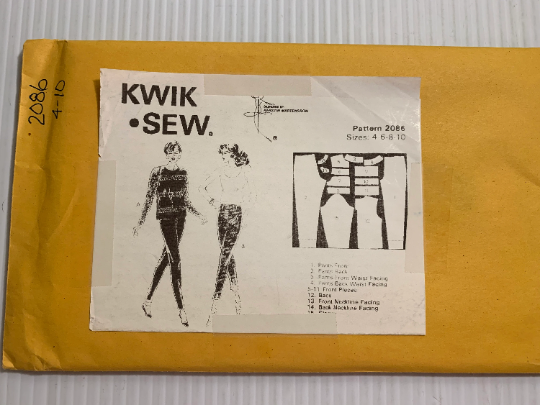 2086
4-10
KWIK
•SEW®
Pattern 2086
Sizes: 4-6-8-10
1. Pants Front
2. Pants Back
3. Pants Front Waist Facing
4. Pants Back Waist Facing
5-11. Front Pieces
12. Back
13. Front Neckline Facing
14. Back Neckline Facing